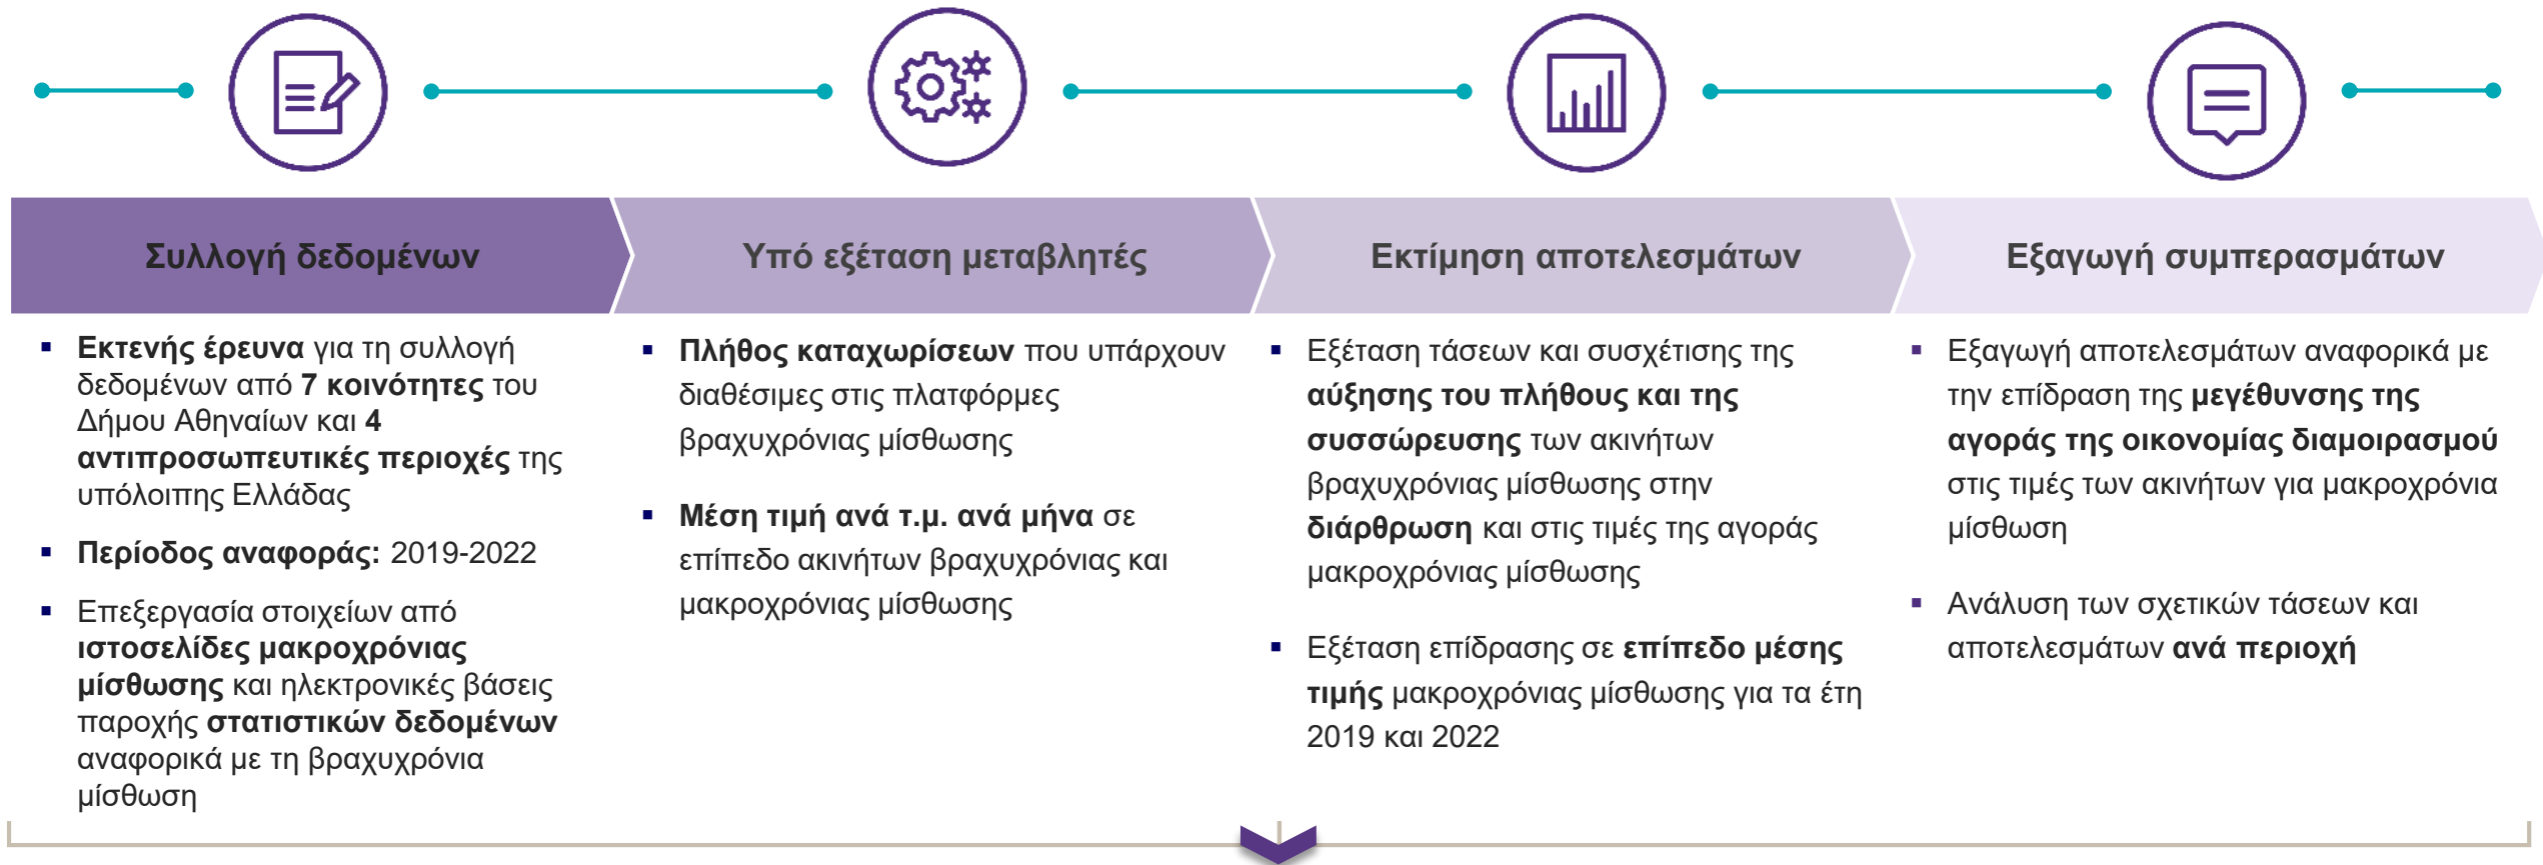 Συλλογή δεδομένων
Εκτενής έρευνα για τη συλλογή
δεδομένων από 7 κοινότητες του
Δήμου Αθηναίων και 4
αντιπροσωπευτικές περιοχές της
υπόλοιπης Ελλάδας
Περίοδος αναφοράς: 2019-2022
Επεξεργασία στοιχείων από
ιστοσελίδες μακροχρόνιας
μίσθωσης και ηλεκτρονικές βάσεις
παροχής στατιστικών δεδομένων
αναφορικά με τη βραχυχρόνια
μίσθωση
Υπό εξέταση μεταβλητές
Πλήθος καταχωρίσεων που υπάρχουν
διαθέσιμες στις πλατφόρμες
βραχυχρόνιας μίσθωσης
Μέση τιμή ανά τ.μ. ανά μήνα σε
επίπεδο ακινήτων βραχυχρόνιας και
μακροχρόνιας μίσθωσης
Εκτίμηση αποτελεσμάτων
Εξέταση τάσεων και συσχέτισης της
αύξησης του πλήθους και της
συσσώρευσης των ακινήτων
βραχυχρόνιας μίσθωσης στην
διάρθρωση και στις τιμές της αγοράς
μακροχρόνιας μίσθωσης
Εξέταση επίδρασης σε επίπεδο μέσης
τιμής μακροχρόνιας μίσθωσης για τα έτη
2019 και 2022
Εξαγωγή συμπερασμάτων
Εξαγωγή αποτελεσμάτων αναφορικά με
την επίδραση της μεγέθυνσης της
αγοράς της οικονομίας διαμοιρασμού
στις τιμές των ακινήτων για μακροχρόνια
μίσθωση
Ανάλυση των σχετικών τάσεων και
αποτελεσμάτων ανά περιοχή